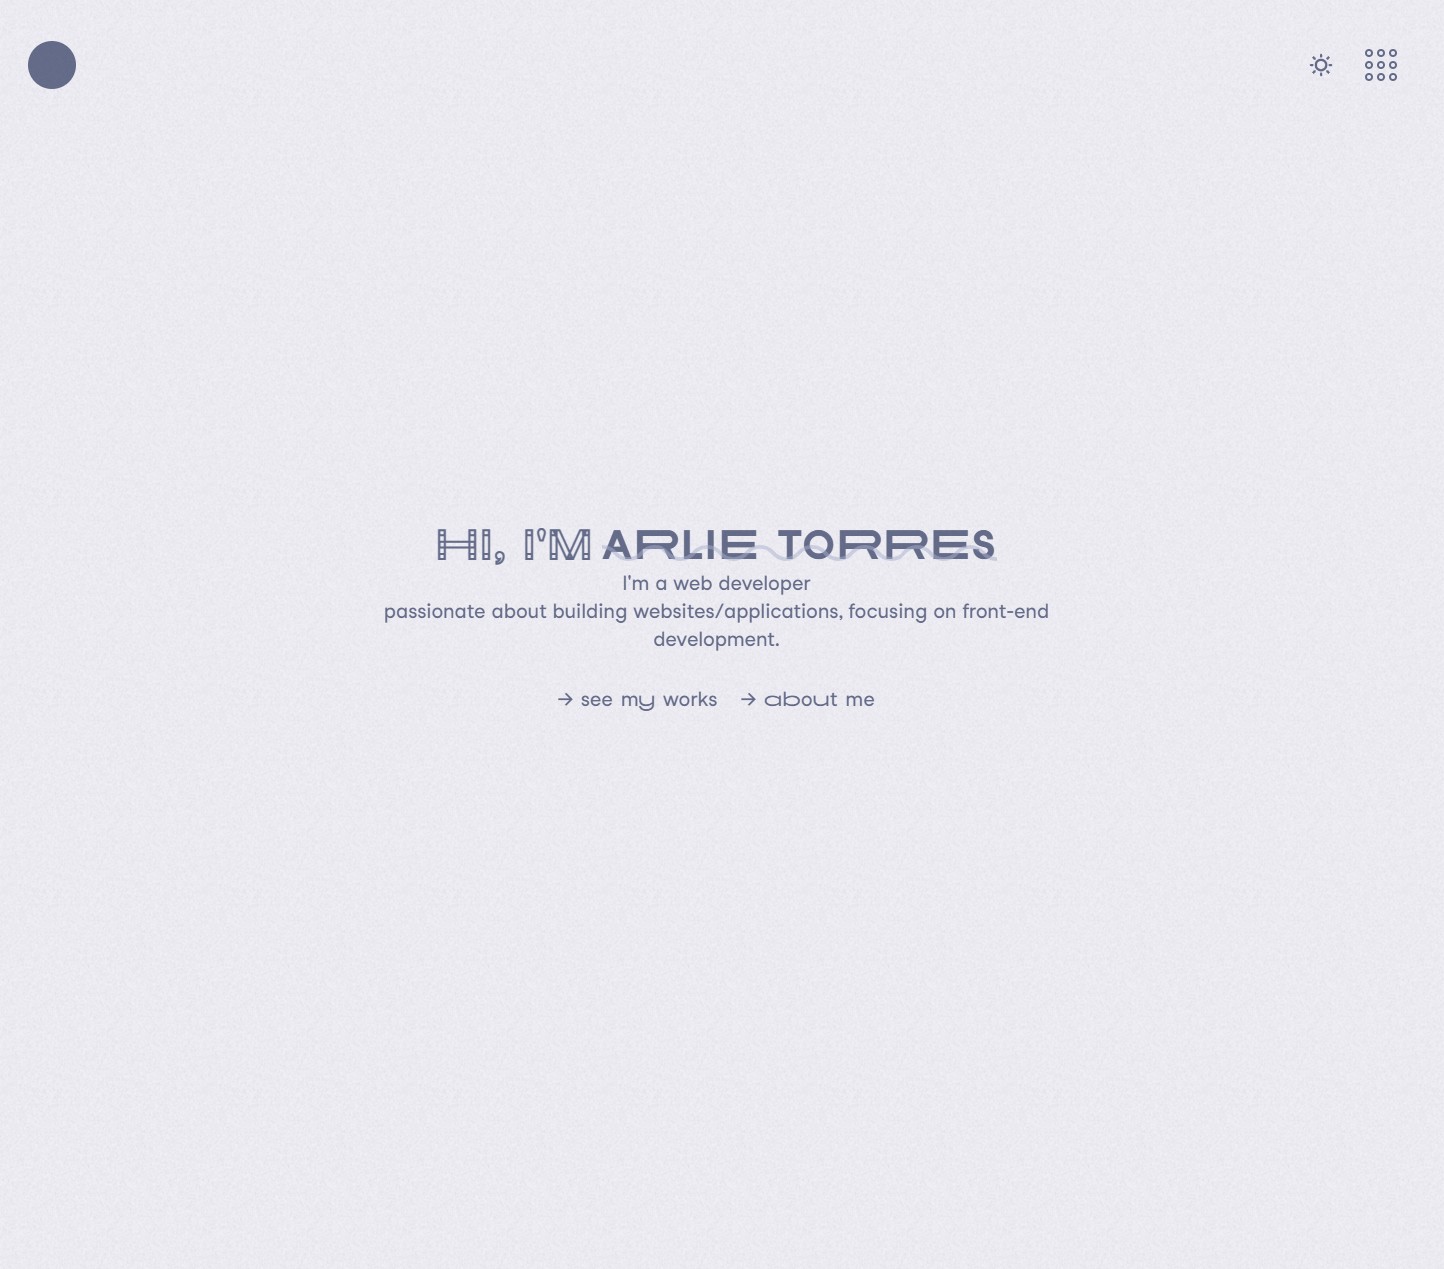 HI, I'M ARLIE TORRES
I'm a web developer
passionate about building websites/applications, focusing on front-end
development.
→ see my works → about me